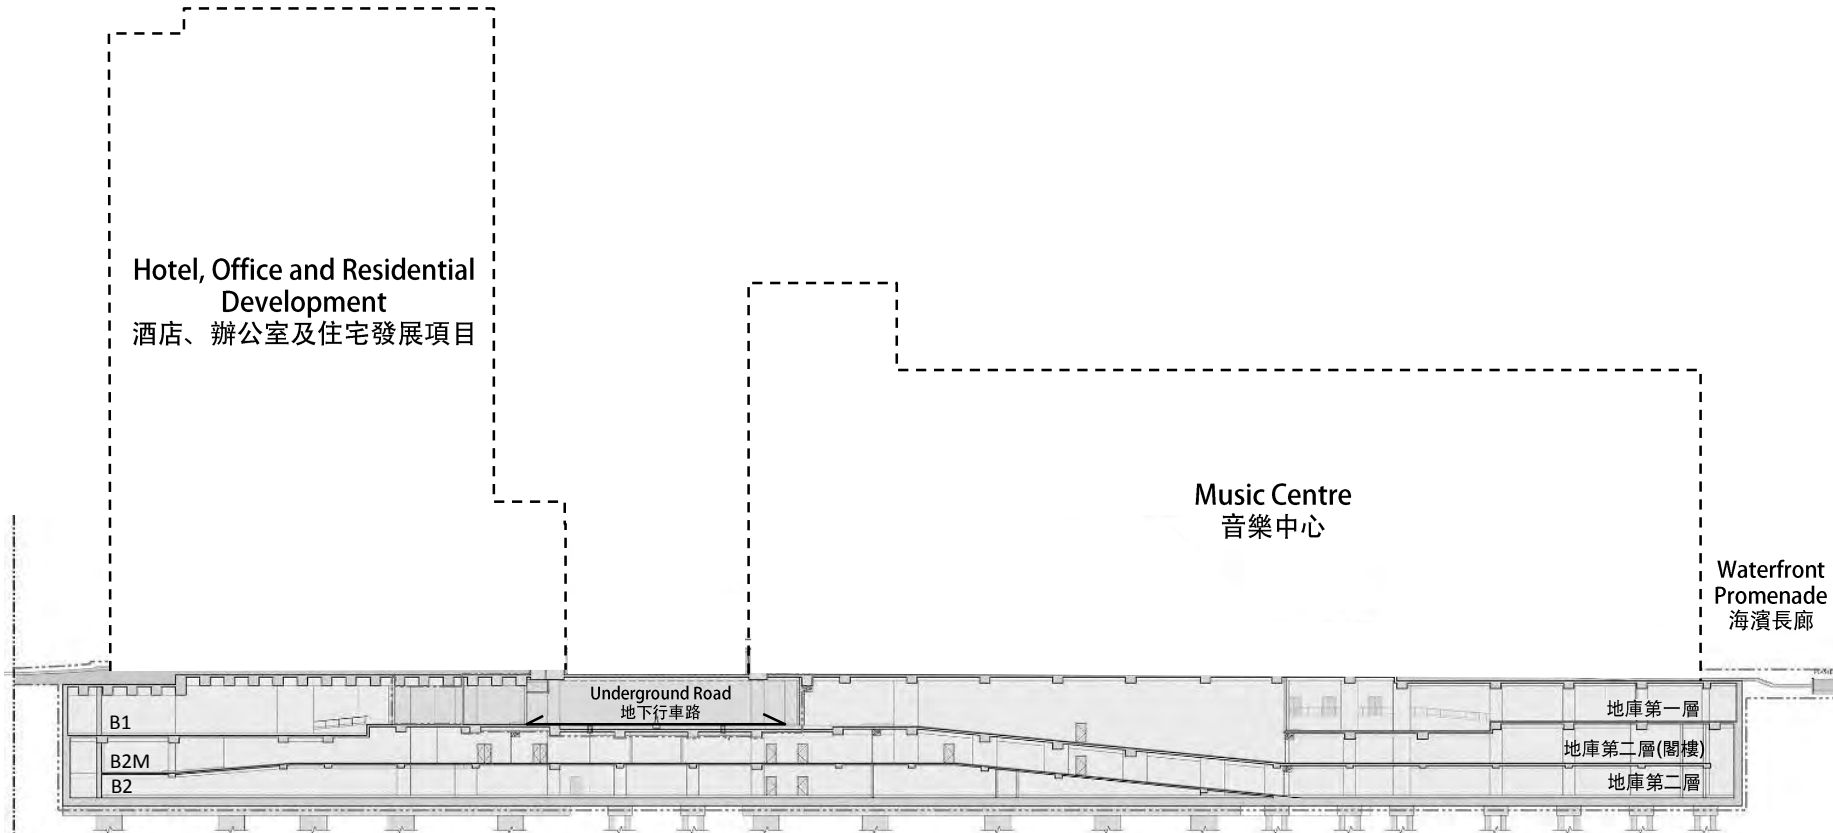 Hotel, Office and Residential
Development
酒店、辦公室及住宅發展項目
Music Centre
音樂中心
Waterfront
Promenade
海濱長廊
Underground Road
地下行車路
B1
地庫第一層
B2M
地庫第二層(閣樓)
B2
地庫第二層